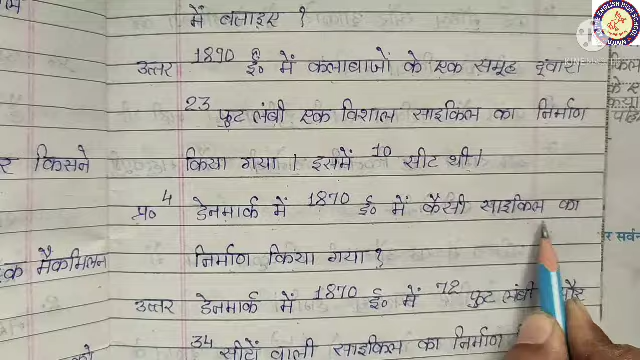 में बताइए ?
उत्तर 1890 ई० में कलाबाजों के एक समूह द्वारा
23 फुट लंबी एक विशाल साइकिल का निर्माण
र किसने किया गया। इसमें 10 सीट थी।
प्र० 4 डेनमार्क में 1870 ई० में कैसी साइकिल का
क मैकमिलन निर्माण किया गया ?
उत्तर डेनमार्क में 1870 ई० में 72 फुट लंबी और
34 सीटों वाली साइकिल का निर्माण